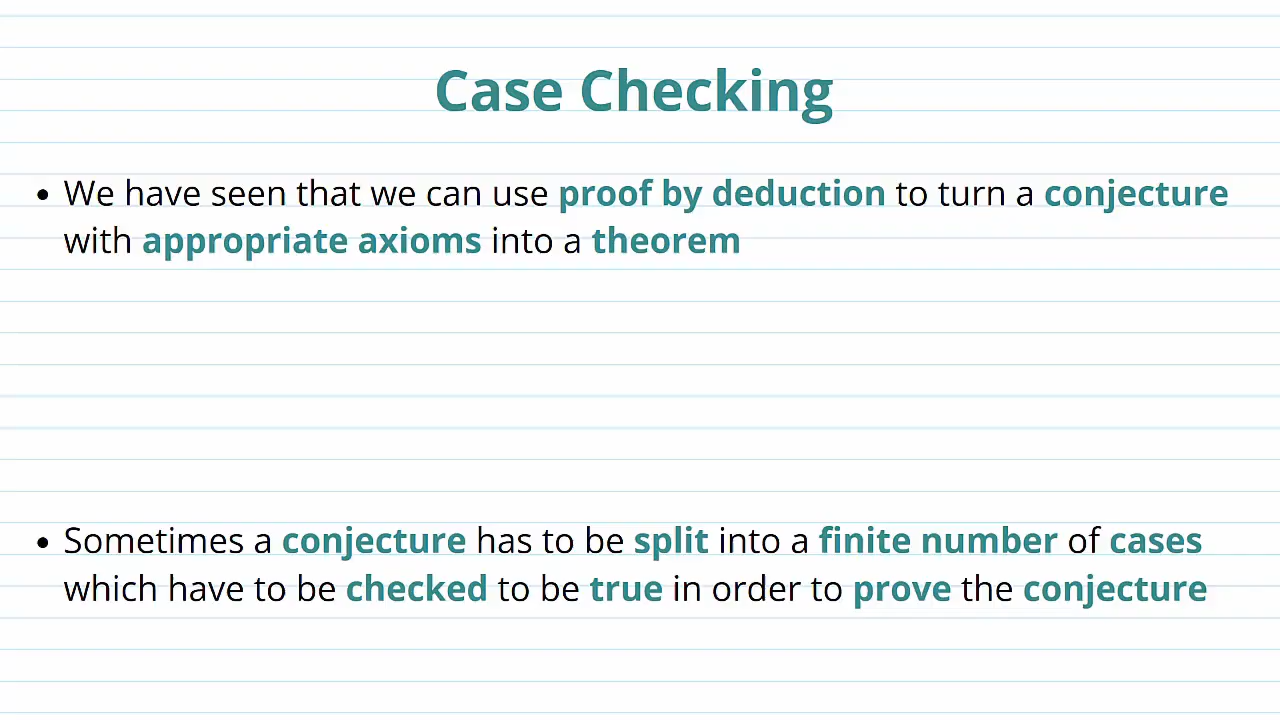 Case Checking
• We have seen that we can use proof by deduction to turn a conjecture
with appropriate axioms into a theorem
• Sometimes a conjecture has to be split into a finite number of cases
which have to be checked to be true in order to prove the conjecture